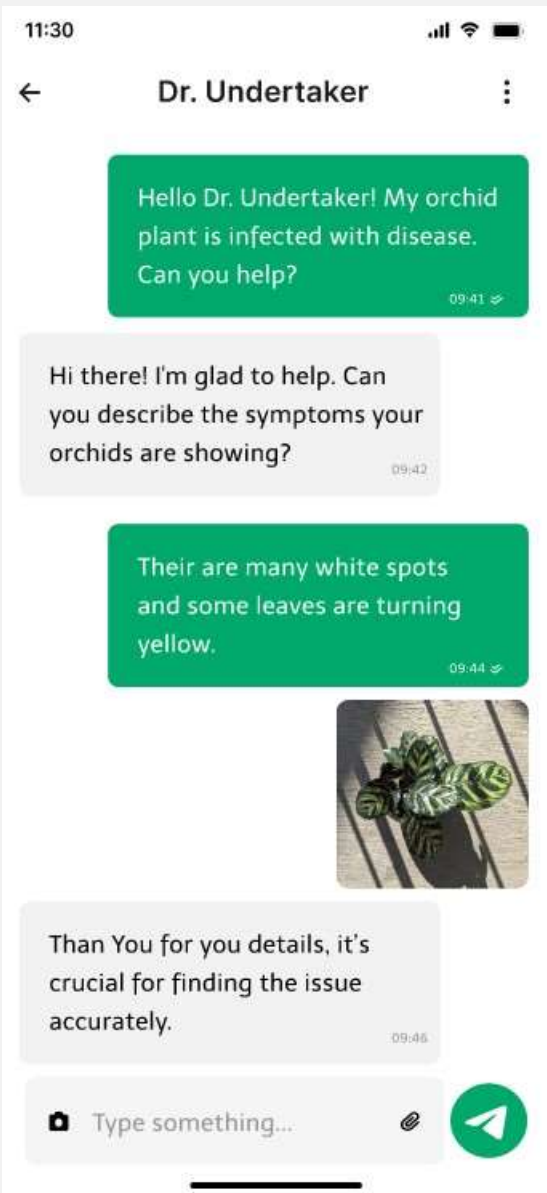 11:30
Dr. Undertaker
Hello Dr. Undertaker! My orchid
plant is infected with disease.
Can you help?
09:41
Hi there! I'm glad to help. Can
you describe the symptoms your
orchids are showing?
09:42
Their are many white spots
and some leaves are turning
yellow.
09:44
Than You for you details, it's
crucial for finding the issue
accurately.
09:46
Type something...